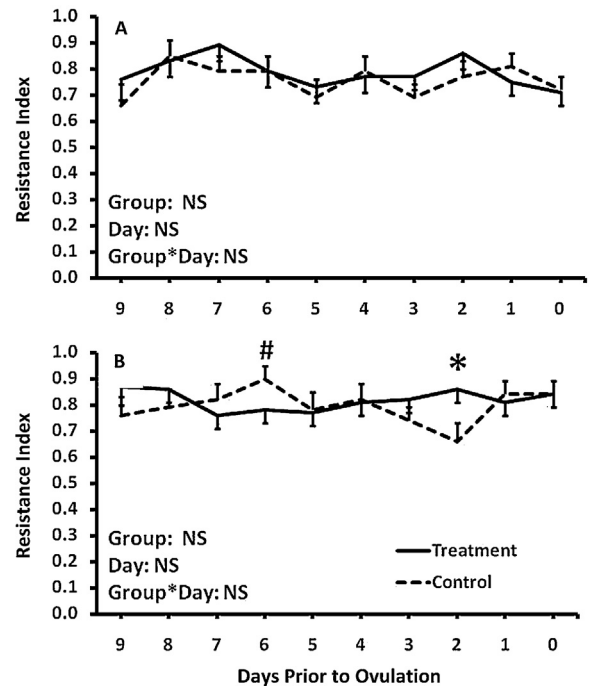 A
1.0
0.9
0.8
0.7
0.6
0.5
0.4
0.3
0.2
0.1
0.0
Resistance Index
Group: NS
Day: NS
Group*Day: NS
9 8 7 6 5 4 3 2 1 0
B
#
*
1.0
0.9
0.8
0.7
0.6
0.5
0.4
0.3
0.2
0.1
0.0
Resistance Index
Group: NS
Day: NS
Group*Day: NS
Treatment
Control
9 8 7 6 5 4 3 2 1 0
Days Prior to Ovulation